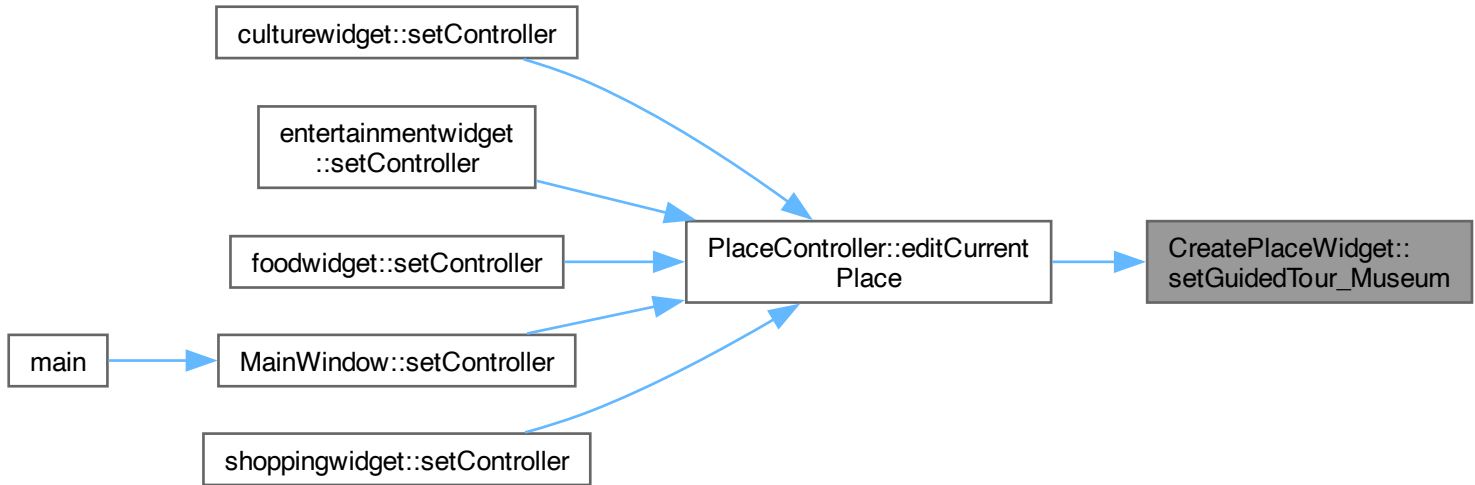 culturewidget::setController
entertainmentwidget
::setController
foodwidget::setController
main
MainWindow::setController
shoppingwidget::setController
PlaceController::editCurrent
Place
CreatePlaceWidget::
setGuidedTour_Museum